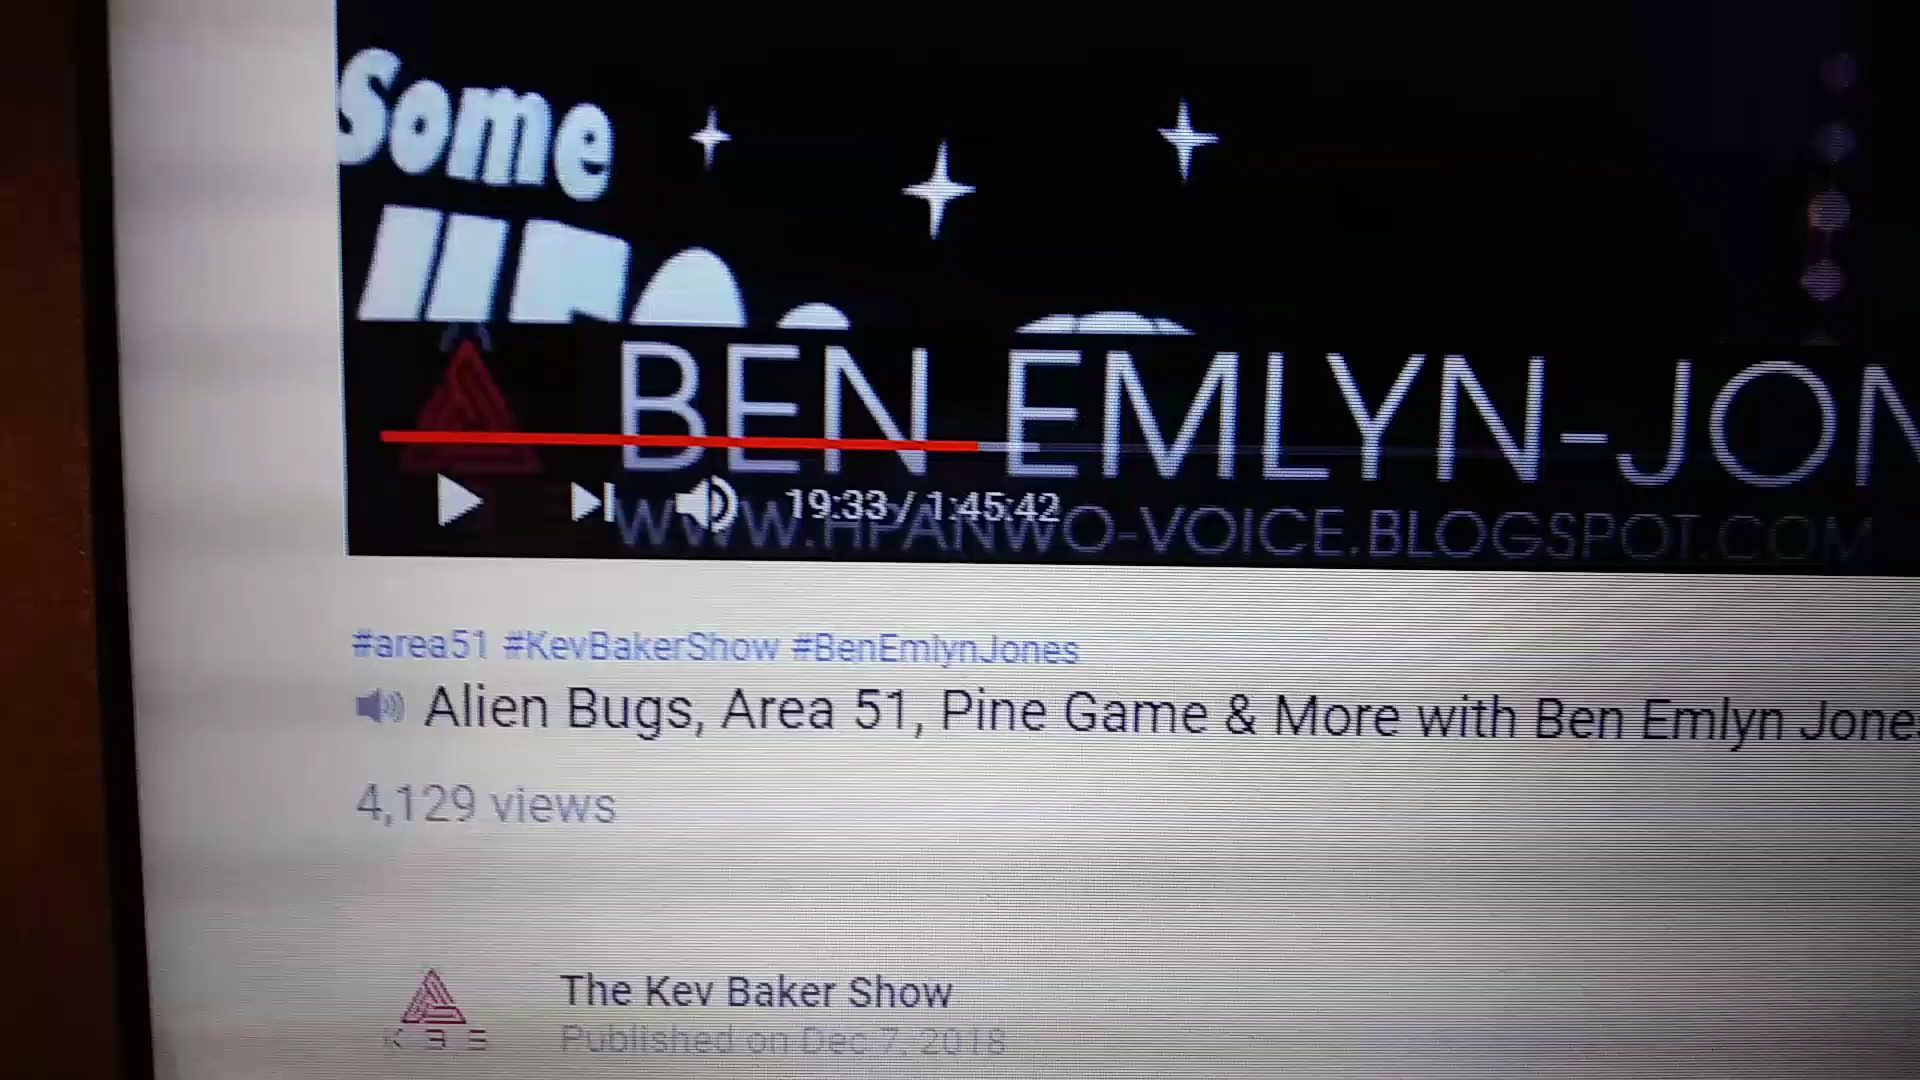 Some
BEN EMLYN-JON
19:33 / 1:45:42
WWW.HPANWO-VOICE.BLOGSPOT.COM
#area51 #KevBakerShow #BenEmlynJones
Alien Bugs, Area 51, Pine Game & More with Ben Emlyn Jones
4,129 views
The Kev Baker Show
KBS
Published on Dec 7, 2018